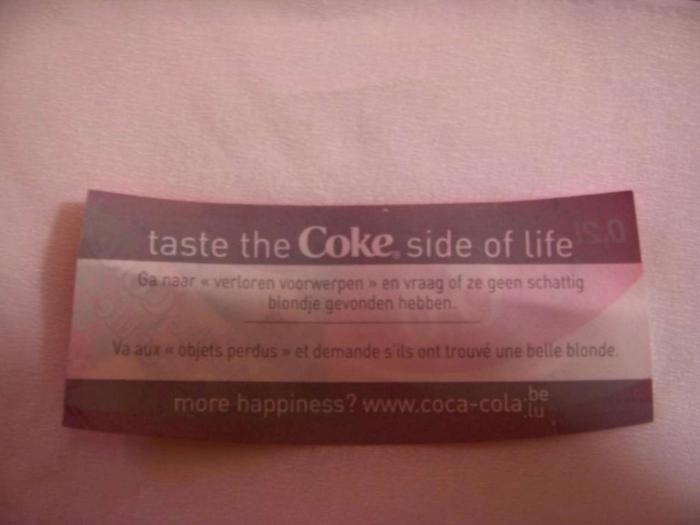 taste the Coke® side of life
Ga naar « verloren voorwerpen » en vraag of ze geen schattig
blondje gevonden hebben.
Va aux « objets perdus » et demande s'ils ont trouvé une belle blonde.
more happiness? www.coca-cola.be
.lu
0,2L